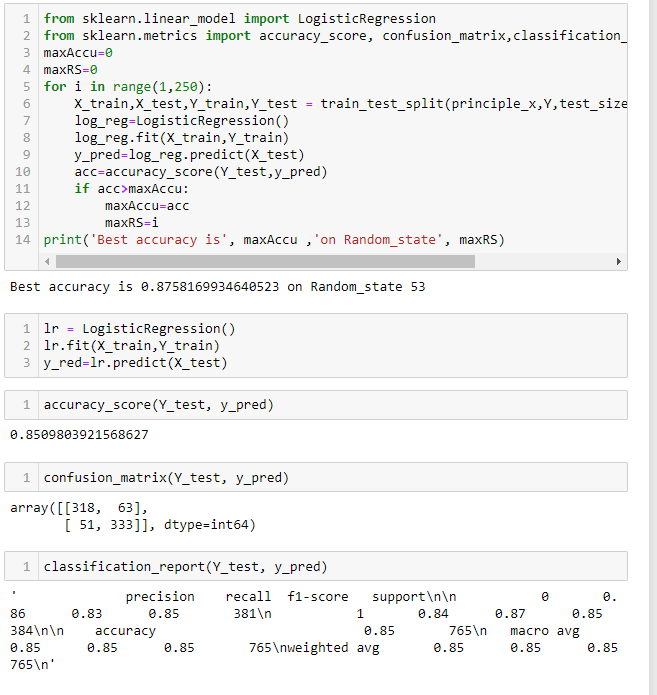 1 from sklearn.linear_model import LogisticRegression
2 from sklearn.metrics import accuracy_score, confusion_matrix,classification_
3 maxAccu=0
4 maxRS=0
5 for i in range(1,250):
6     X_train,X_test,Y_train,Y_test = train_test_split(principle_x,Y,test_size
7     log_reg=LogisticRegression()
8     log_reg.fit(X_train,Y_train)
9     y_pred=log_reg.predict(X_test)
10     acc=accuracy_score(Y_test,y_pred)
11     if acc>maxAccu:
12         maxAccu=acc
13         maxRS=i
14 print('Best accuracy is', maxAccu ,'on Random_state', maxRS)
Best accuracy is 0.8758169934640523 on Random_state 53
1 lr = LogisticRegression()
2 lr.fit(X_train,Y_train)
3 y_red=lr.predict(X_test)
1 accuracy_score(Y_test, y_pred)
0.8509803921568627
1 confusion_matrix(Y_test, y_pred)
array([[318,  63],
       [ 51, 333]], dtype=int64)
1 classification_report(Y_test, y_pred)
'              precision    recall  f1-score   support\n\n           0       0.
86      0.83      0.85       381\n           1       0.84      0.87      0.85
384\n\n    accuracy                           0.85       765\n   macro avg
0.85      0.85      0.85       765\nweighted avg       0.85      0.85      0.85
765\n'